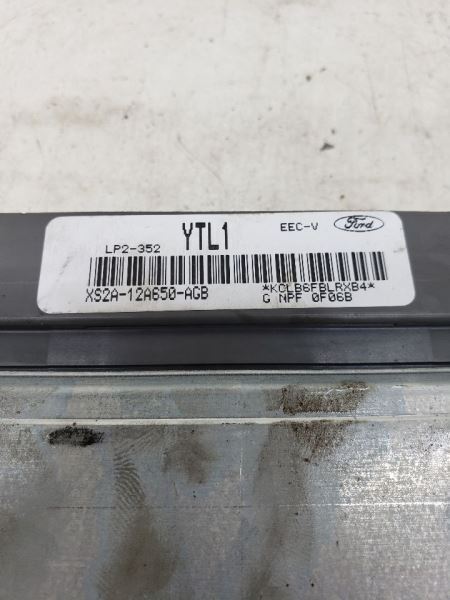 LP2-352 YTL1 EEC-V Ford
XS2A-12A650-AGB *KCLB6FBLRXB4*
G NPF 0F06B